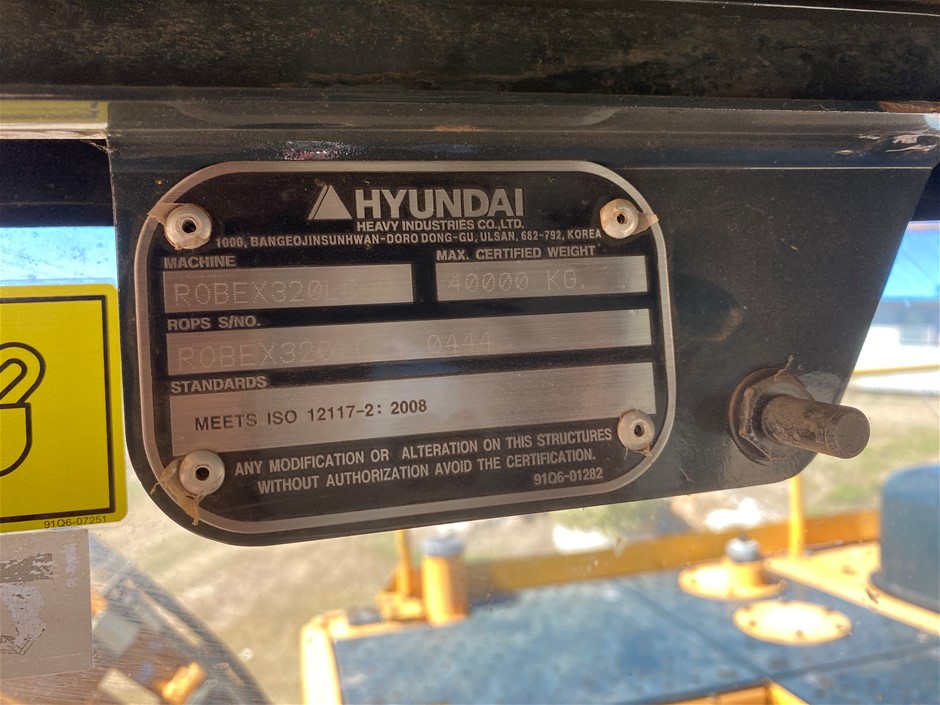 HYUNDAI
HEAVY INDUSTRIES CO.,LTD.
1000, BANGEOJINSUNHWAN-DORO DONG-GU, ULSAN, 682-792, KOREA
MACHINE
MAX. CERTIFIED WEIGHT
40000 KG.
ROPS S/NO.
0444
STANDARDS
MEETS ISO 12117-2: 2008
ANY MODIFICATION OR ALTERATION ON THIS STRUCTURES
WITHOUT AUTHORIZATION AVOID THE CERTIFICATION.
91Q6-01282
91Q6-07251